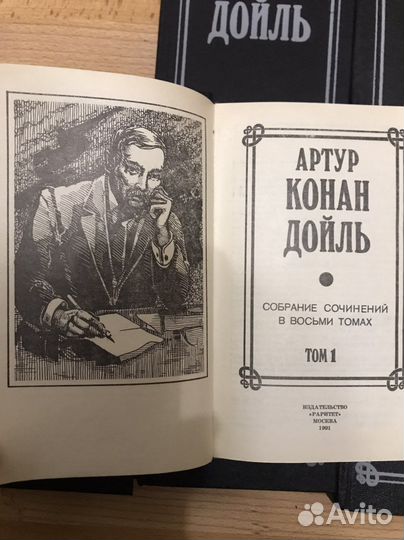 ДОЙЛЬ
АРТУР
КОНАН
ДОЙЛЬ
СОБРАНИЕ СОЧИНЕНИЙ
В ВОСЬМИ ТОМАХ
ТОМ 1
ИЗДАТЕЛЬСТВО
«РАРИТЕТ»
МОСКВА
1991
Avito